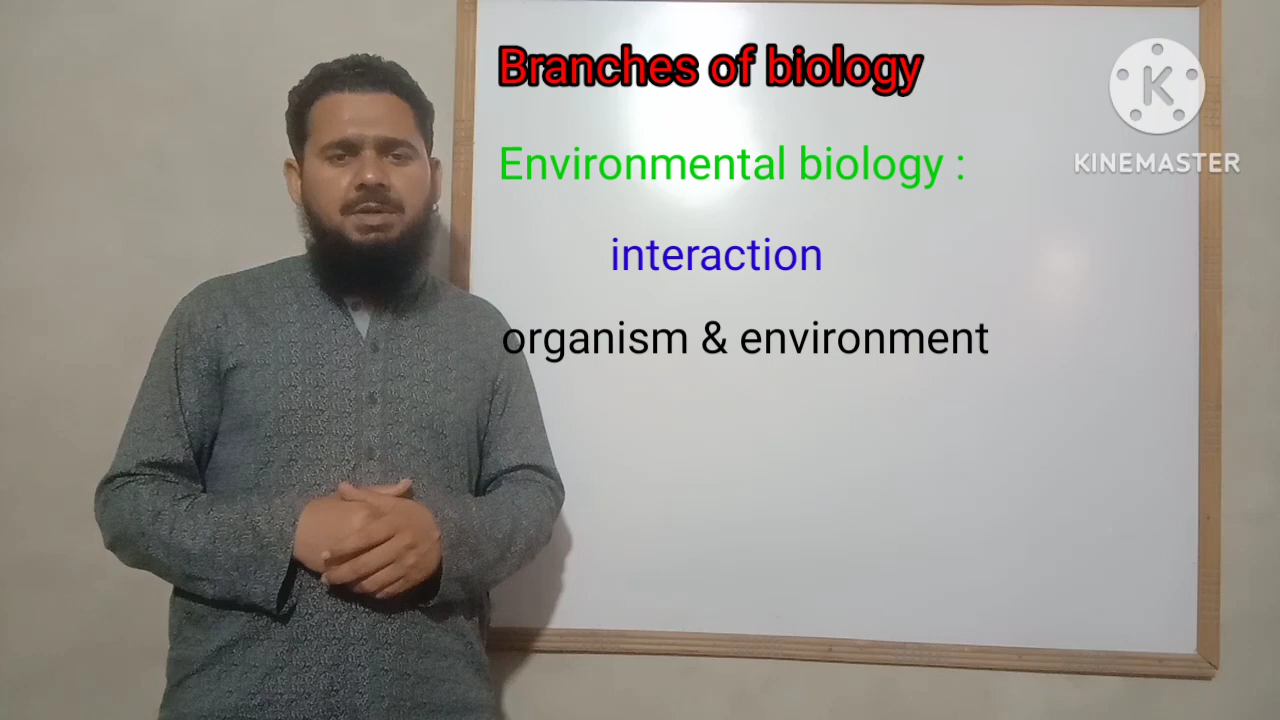 Branches of biology
Environmental biology :
interaction
organism & environment
K
KINEMASTER